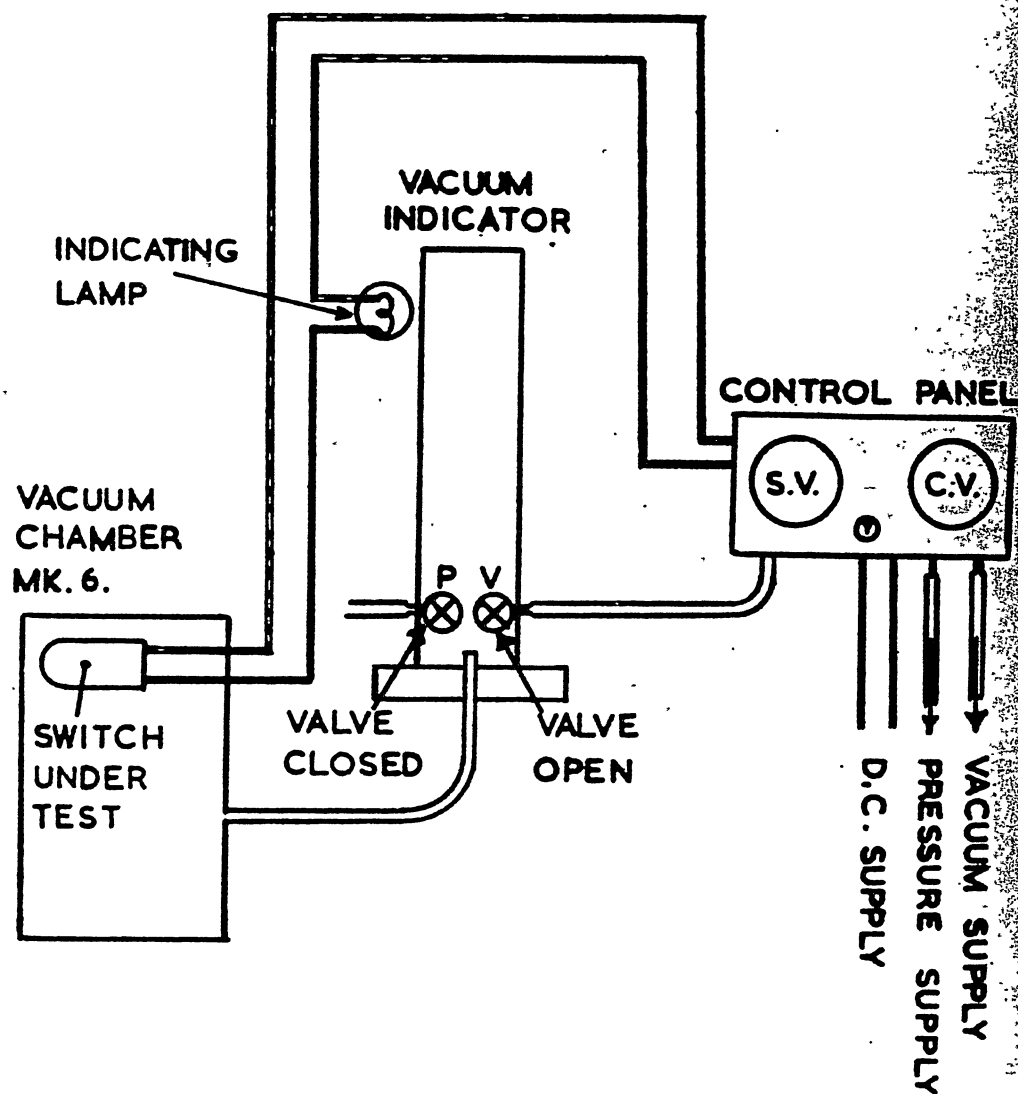 VACUUM
INDICATOR
INDICATING
LAMP
CONTROL PANEL
S.V.
C.V.
V
VACUUM
CHAMBER
MK. 6.
P V
SWITCH
UNDER
TEST
VALVE
CLOSED
VALVE
OPEN
D.C. SUPPLY
PRESSURE SUPPLY
VACUUM SUPPLY